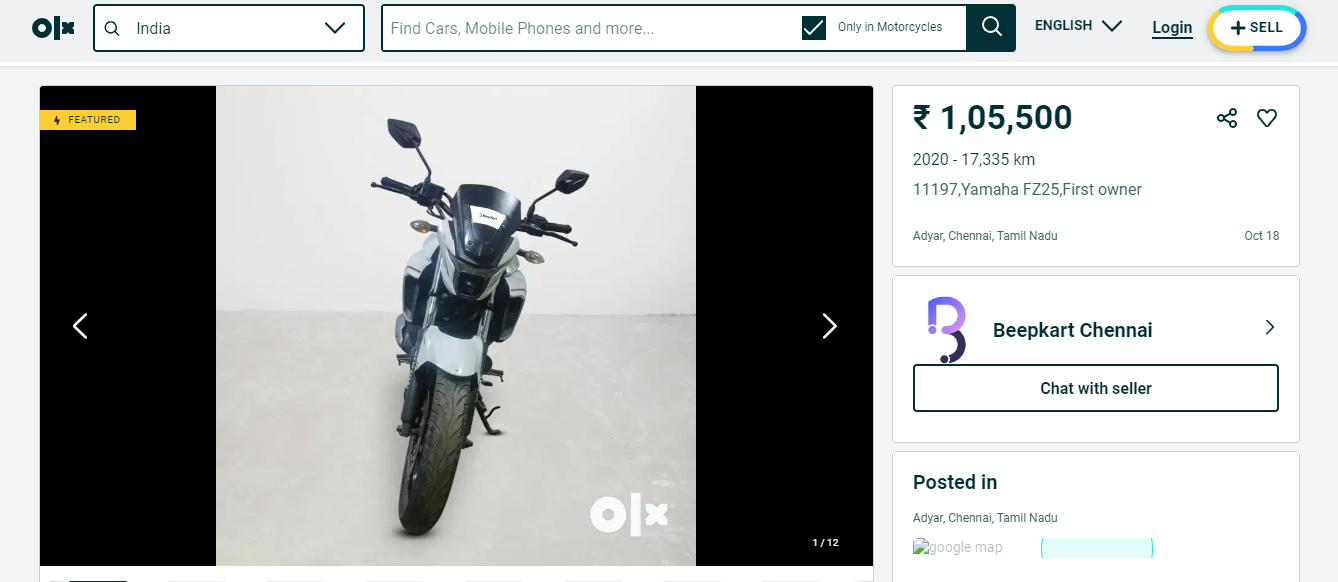 olx
India
Find Cars, Mobile Phones and more...
Only in Motorcycles
ENGLISH
Login
+ SELL
FEATURED
₹ 1,05,500
2020 - 17,335 km
11197,Yamaha FZ25,First owner
Adyar, Chennai, Tamil Nadu
Oct 18
BeepKart
olx
1 / 12
Beepkart Chennai
Chat with seller
Posted in
Adyar, Chennai, Tamil Nadu
google map